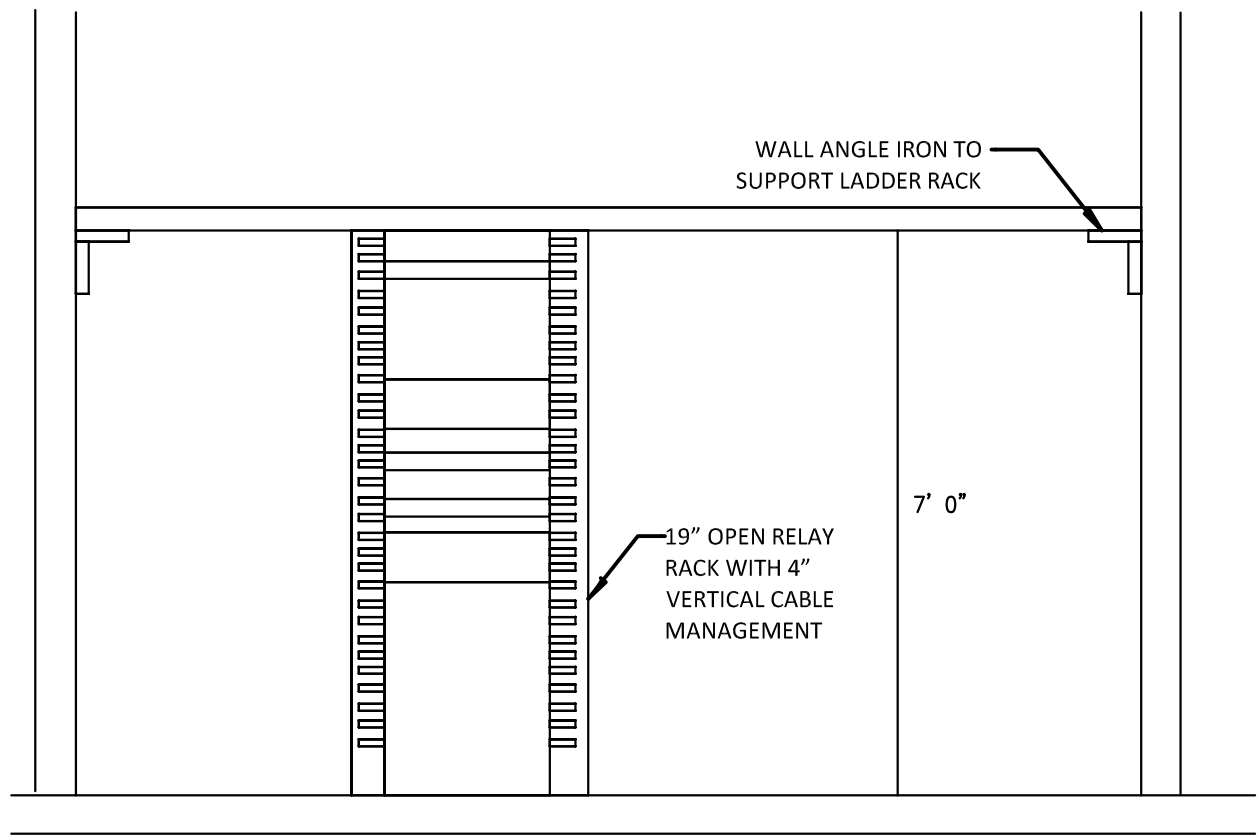 WALL ANGLE IRON TO
SUPPORT LADDER RACK
7' 0"
19” OPEN RELAY
RACK WITH 4”
VERTICAL CABLE
MANAGEMENT